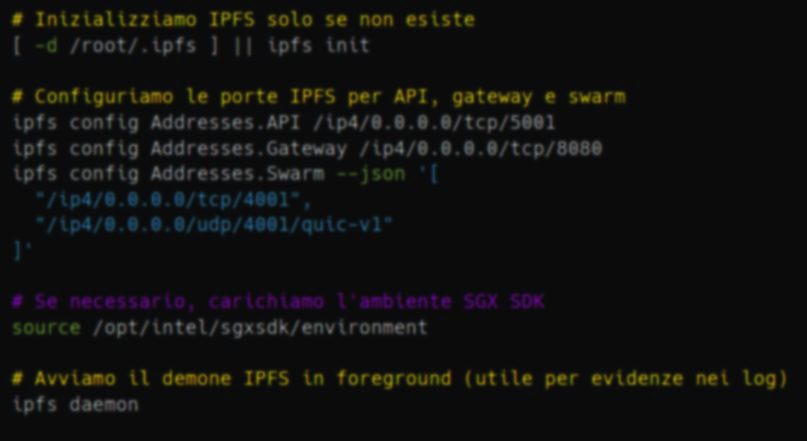 # Inizializziamo IPFS solo se non esiste
[ -d /root/.ipfs ] || ipfs init
# Configuriamo le porte IPFS per API, gateway e swarm
ipfs config Addresses.API /ip4/0.0.0.0/tcp/5001
ipfs config Addresses.Gateway /ip4/0.0.0.0/tcp/8080
ipfs config Addresses.Swarm --json '[
"/ip4/0.0.0.0/tcp/4001",
"/ip4/0.0.0.0/udp/4001/quic-v1"
]'
# Se necessario, carichiamo l'ambiente SGX SDK
source /opt/intel/sgxsdk/environment
# Avviamo il demone IPFS in foreground (utile per evidenze nei log)
ipfs daemon